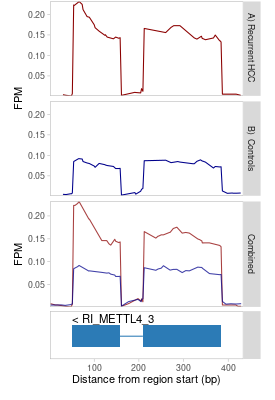 0.20
0.15
0.10
0.05
A) Recurrent HCC
FPM
0.20
0.15
0.10
0.05
B) Controls
0.20
0.15
0.10
0.05
Combined
FPM
< RI_METTL4_3
100 200 300 400
Distance from region start (bp)